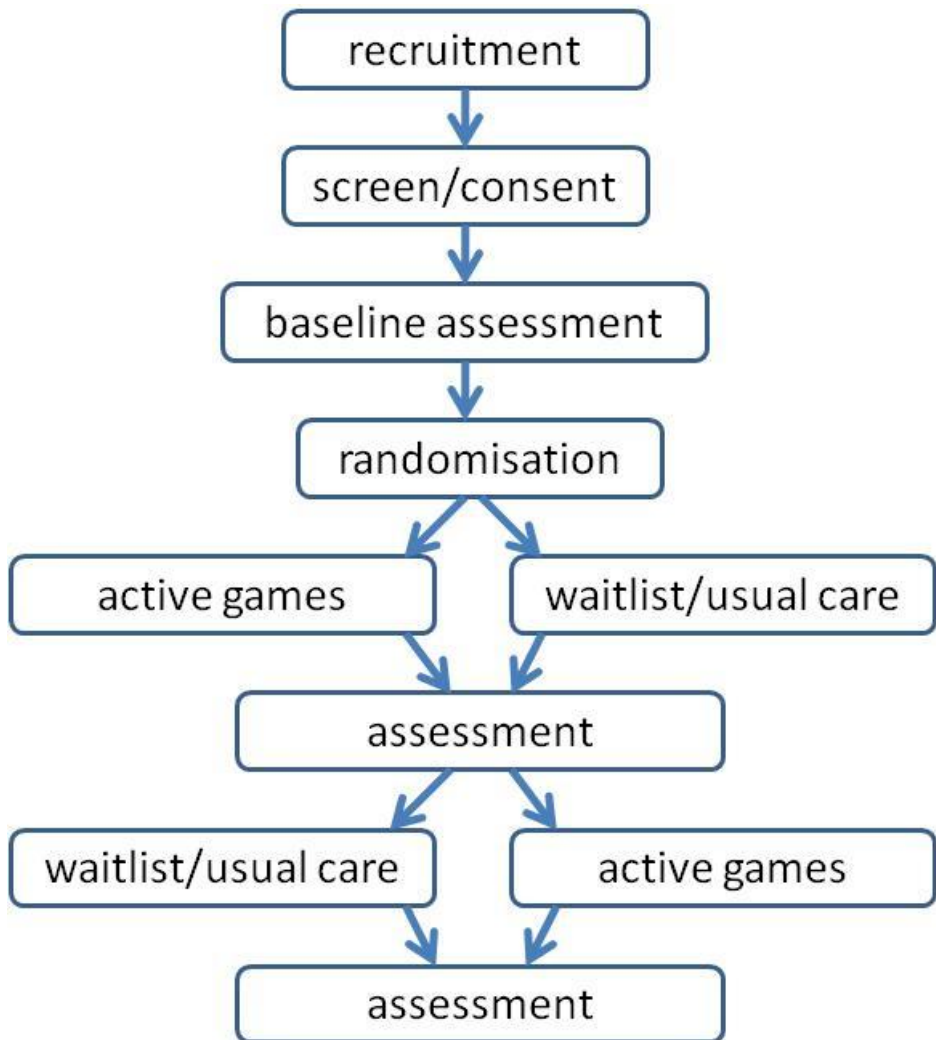 recruitment
screen/consent
baseline assessment
randomisation
active games
waitlist/usual care
assessment
waitlist/usual care
active games
assessment